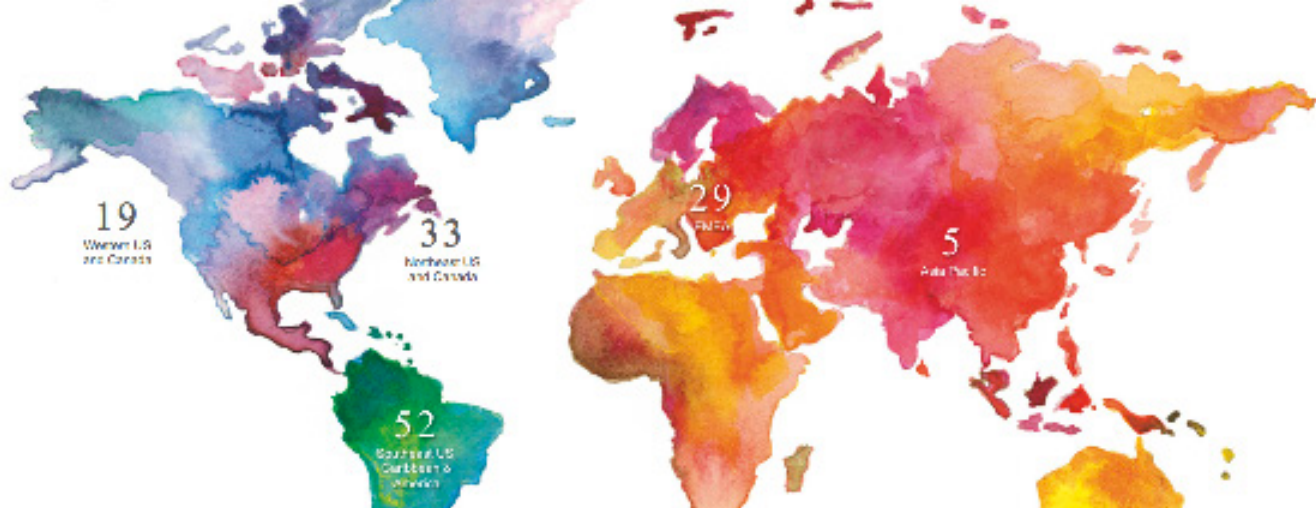 19
Western US
and Canada
33
Northeast US
and Canada
29
EMEA
5
Asia Pacific
52
Southeast US
Caribbean &
America